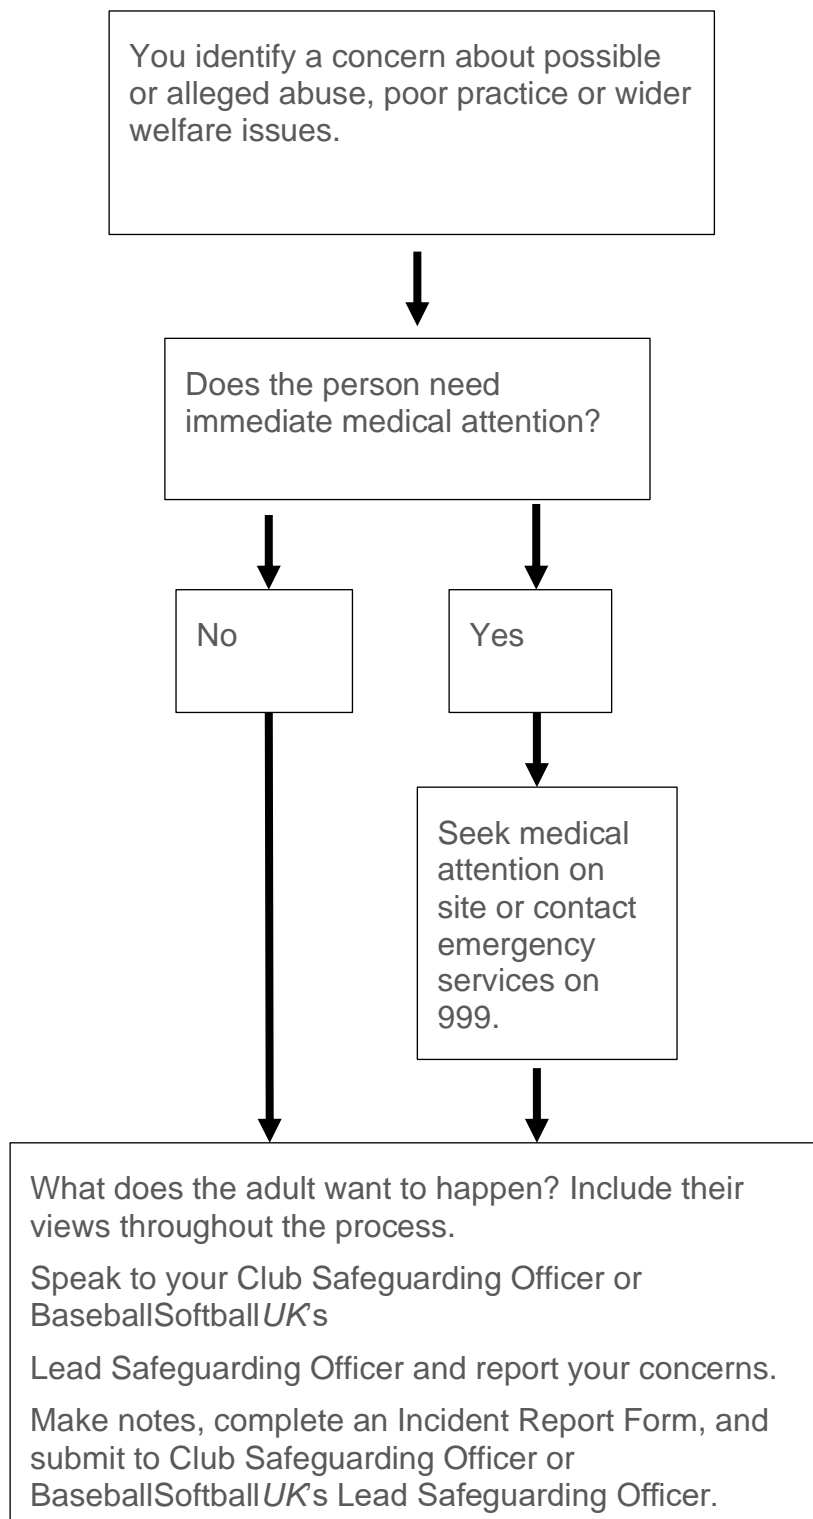 You identify a concern about possible
or alleged abuse, poor practice or wider
welfare issues.
Does the person need
immediate medical attention?
No
Yes
Seek medical
attention on
site or contact
emergency
services on
999.
What does the adult want to happen? Include their
views throughout the process.
Speak to your Club Safeguarding Officer or
BaseballSoftballUK's
Lead Safeguarding Officer and report your concerns.
Make notes, complete an Incident Report Form, and
submit to Club Safeguarding Officer or
BaseballSoftballUK's Lead Safeguarding Officer.